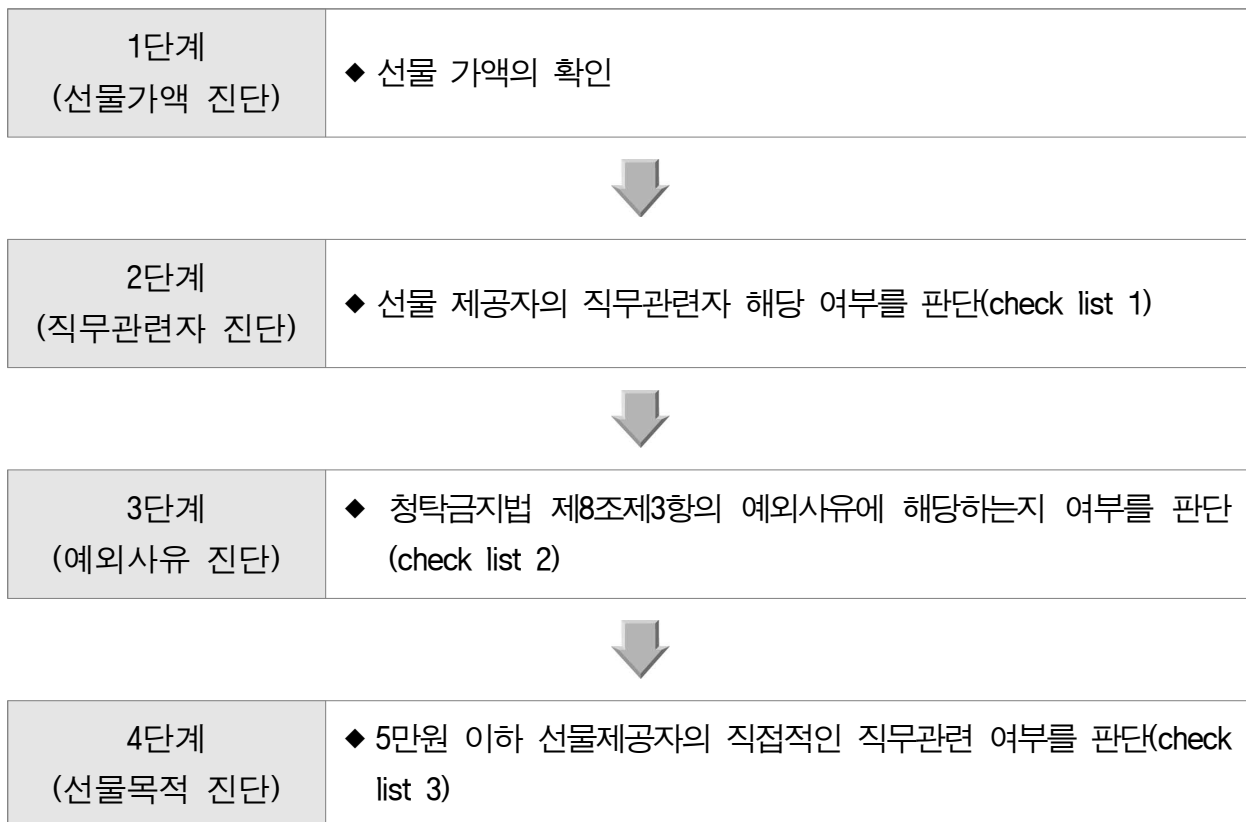 1단계
(선물가액 진단)
◆ 선물 가액의 확인
2단계
(직무관련자 진단)
◆ 선물 제공자의 직무관련자 해당 여부를 판단(check list 1)
3단계
(예외사유 진단)
◆ 청탁금지법 제8조제3항의 예외사유에 해당하는지 여부를 판단
(check list 2)
4단계
(선물목적 진단)
◆ 5만원 이하 선물제공자의 직접적인 직무관련 여부를 판단(check
list 3)